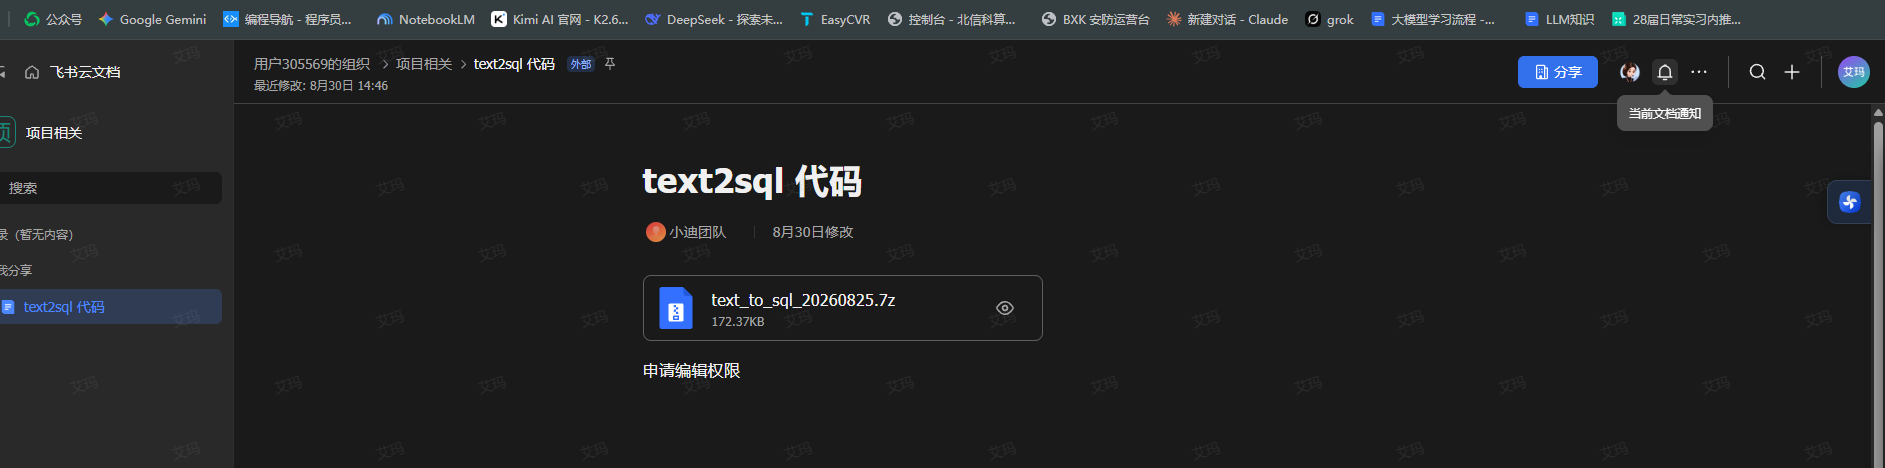 公众号 Google Gemini 编程导航 - 程序员... NotebookLM Kimi AI 官网 - K2.6... DeepSeek - 探索未... EasyCVR 控制台 - 北信科算... BXK 安防运营台 新建对话 - Claude grok 大模型学习流程 -... LLM知识 28届日常实习内推...
飞书云文档
用户305569的组织 > 项目相关 > text2sql 代码 外部
最近修改: 8月30日 14:46
分享
艾玛
当前文档通知
项目相关
搜索
录 (暂无内容)
我分享
text2sql 代码
text2sql 代码
小迪团队 | 8月30日修改
text_to_sql_20260825.7z
172.37KB
申请编辑权限